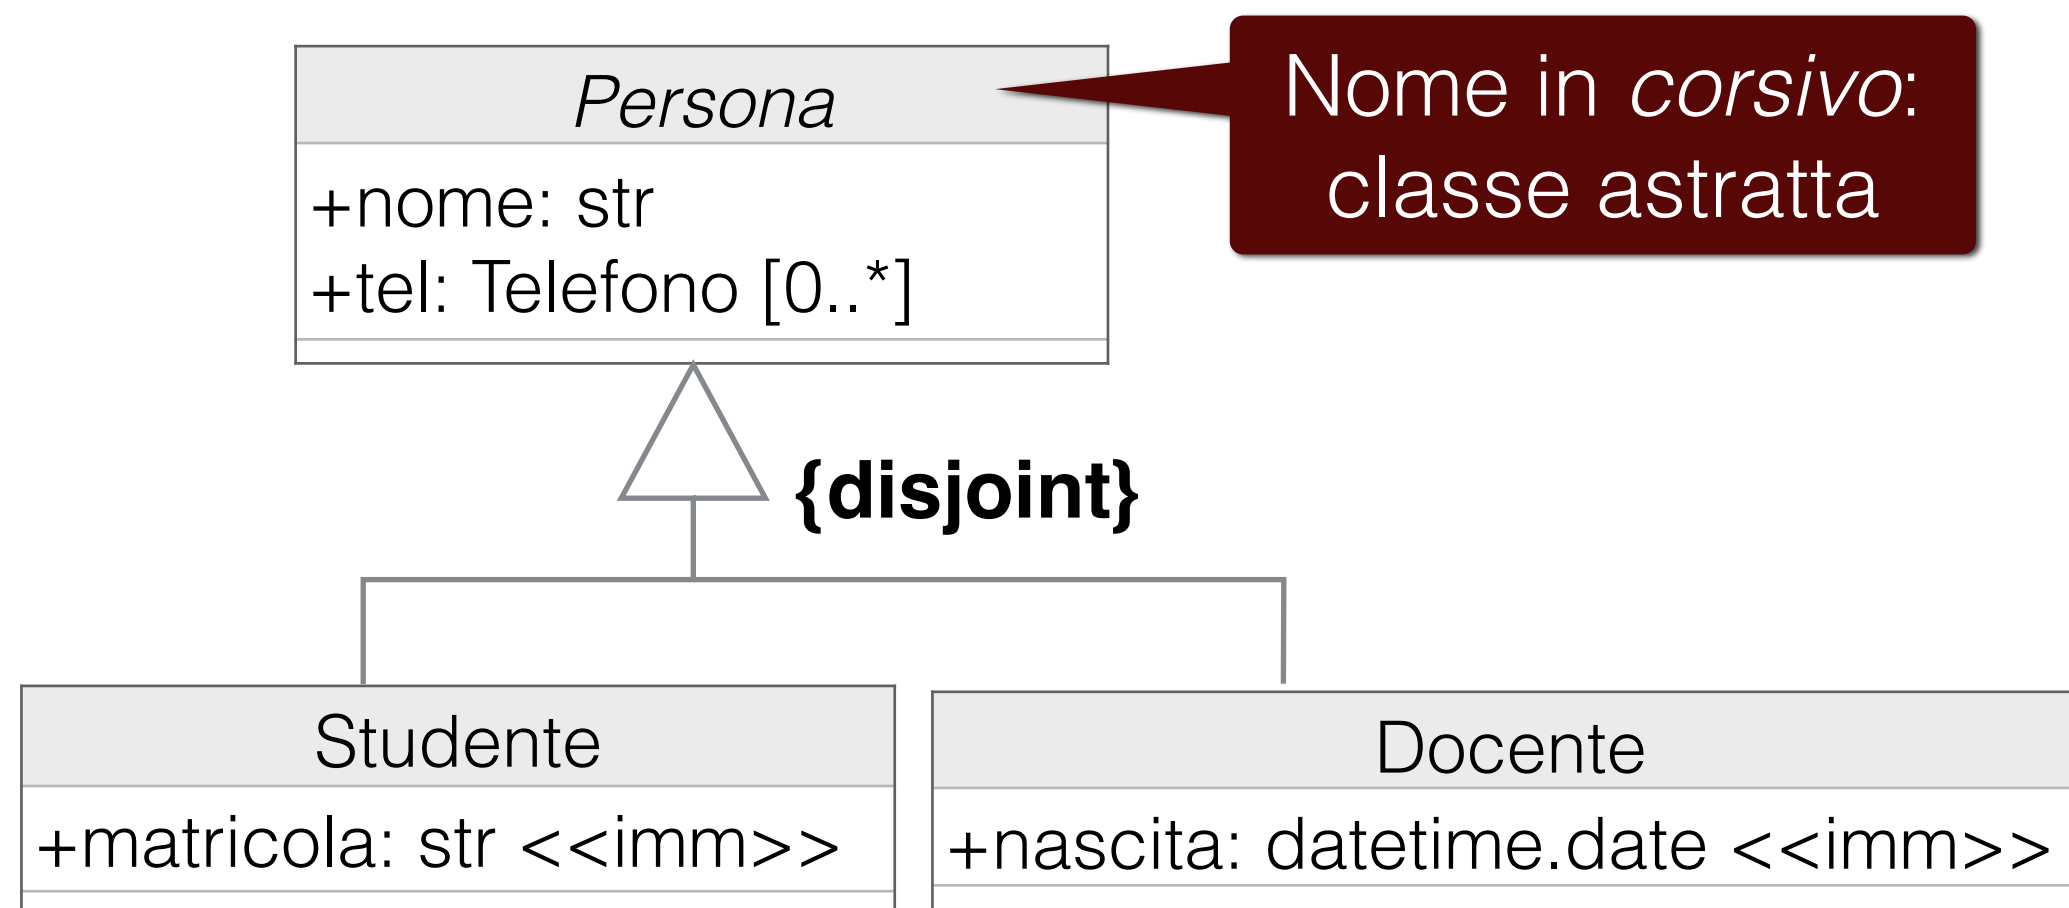 Persona
+nome: str
+tel: Telefono [0..*]
Nome in corsivo:
classe astratta
{disjoint}
Studente
+matricola: str <<imm>>
Docente
+nascita: datetime.date <<imm>>